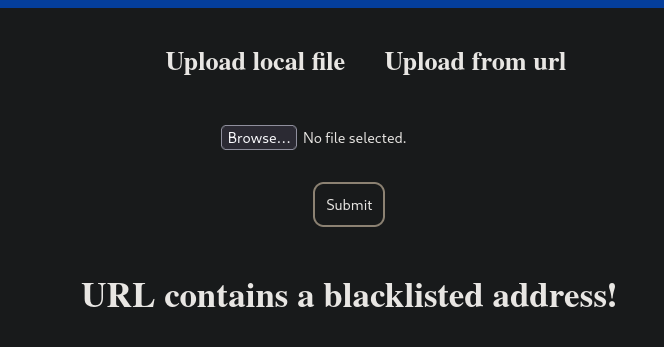 Upload local file Upload from url
Browse... No file selected.
Submit
URL contains a blacklisted address!